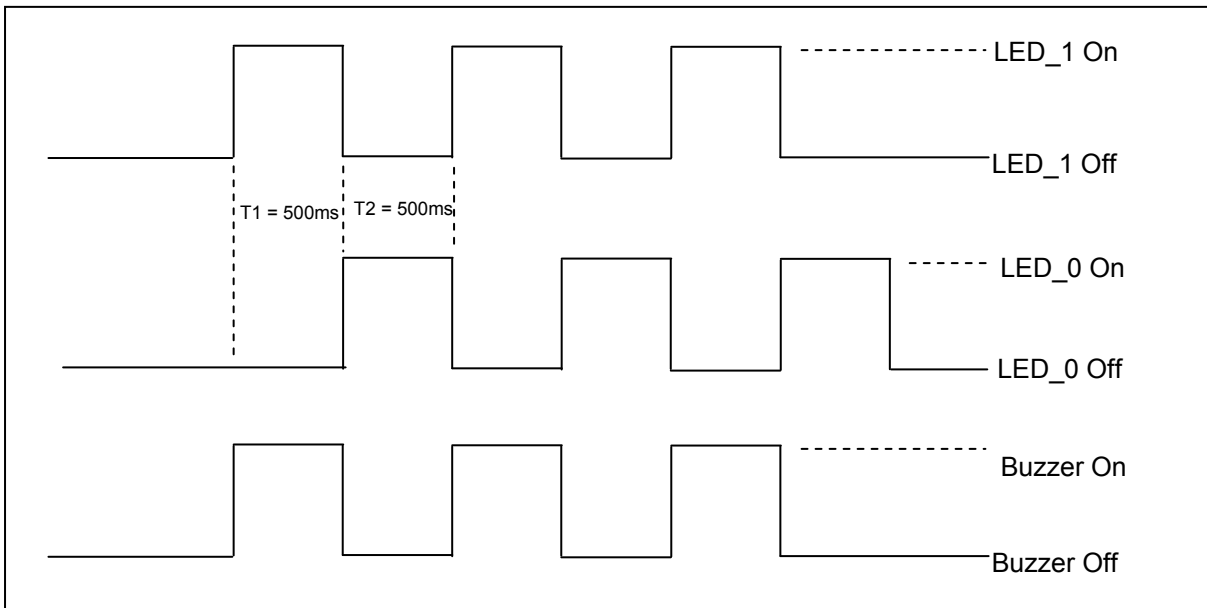 LED_1 On
LED_1 Off
T1 = 500ms
T2 = 500ms
LED_0 On
LED_0 Off
Buzzer On
Buzzer Off